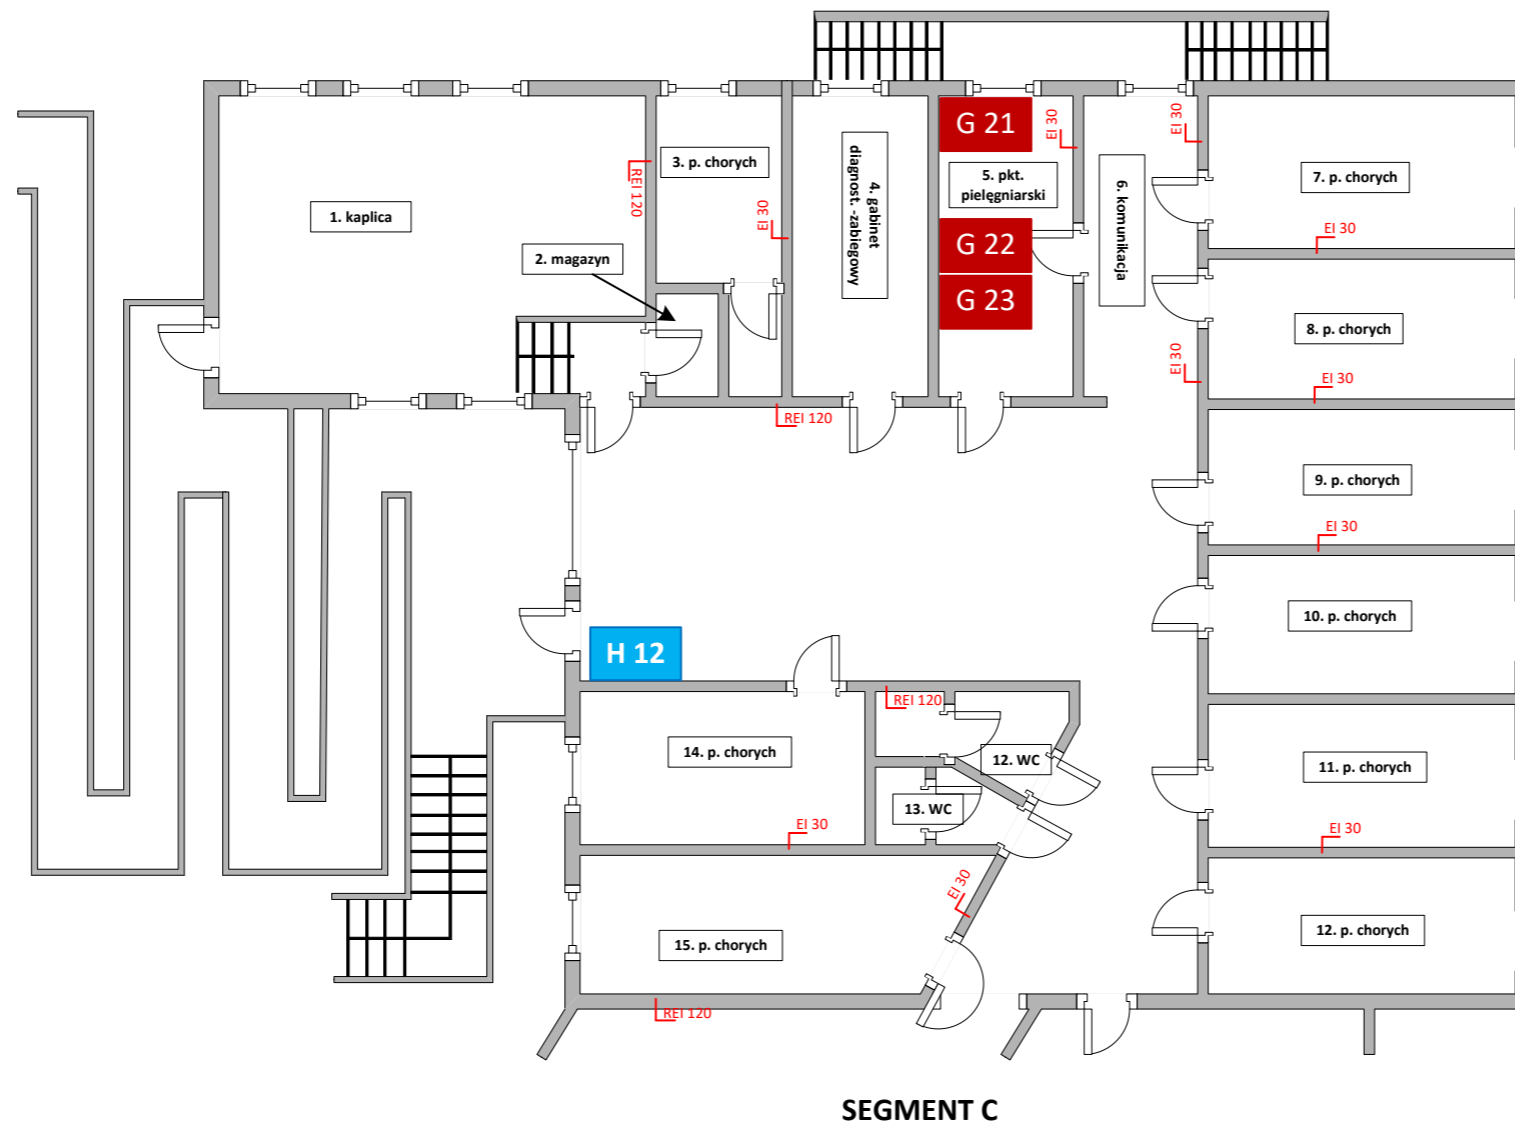 G 21
EI 30
EI 30
3. p. chorych
REI 120
4. gabinet
diagnost. -zabiegowy
5. pkt.
pielęgniarski
6. komunikacja
7. p. chorych
1. kaplica
EI 30
G 22
EI 30
2. magazyn
G 23
8. p. chorych
EI 30
EI 30
REI 120
9. p. chorych
EI 30
10. p. chorych
H 12
REI 120
14. p. chorych
12. WC
11. p. chorych
13. WC
EI 30
EI 30
EI 30
15. p. chorych
12. p. chorych
REI 120
SEGMENT C